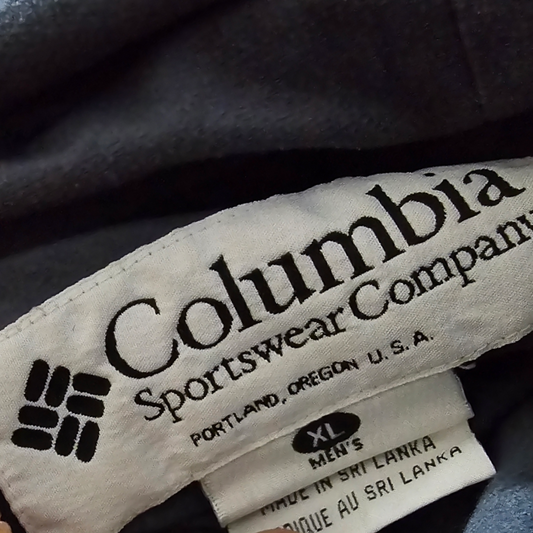 Columbia
Sportswear Company
PORTLAND, OREGON U.S.A.
XL
MEN'S
MADE IN SRI LANKA
AU SRI LANKA